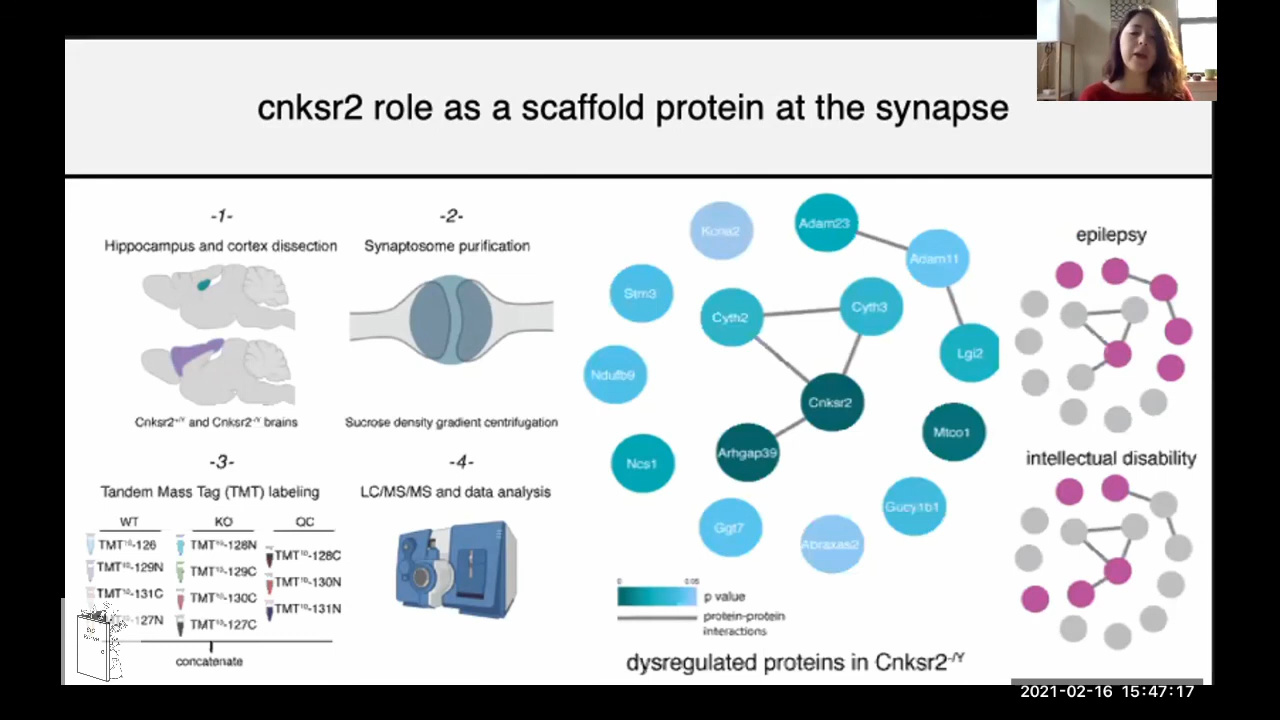 cnksr2 role as a scaffold protein at the synapse
-1-
Hippocampus and cortex dissection
Cnksr2+/Y and Cnksr2-/Y brains
-2-
Synaptosome purification
Sucrose density gradient centrifugation
-3-
Tandem Mass Tag (TMT) labeling
WT KO QC
TMT¹⁰-126 TMT¹⁰-128N TMT¹⁰-128C
TMT¹⁰-129N TMT¹⁰-129C TMT¹⁰-130N
TMT¹⁰-131C TMT¹⁰-130C TMT¹⁰-131N
-127N TMT¹⁰-127C
concatenate
-4-
LC/MS/MS and data analysis
Adam23
Adam11
Strn3
Cyth2
Cyth3
Lgi2
Ndufb9
Cnksr2
Mtco1
Arhgap39
Ncs1
Gucy1b1
Ggt7
Abraxas2
0 0.05
p value
protein-protein
interactions
dysregulated proteins in Cnksr2-/Y
epilepsy
intellectual disability
2021-02-16 15:47:17